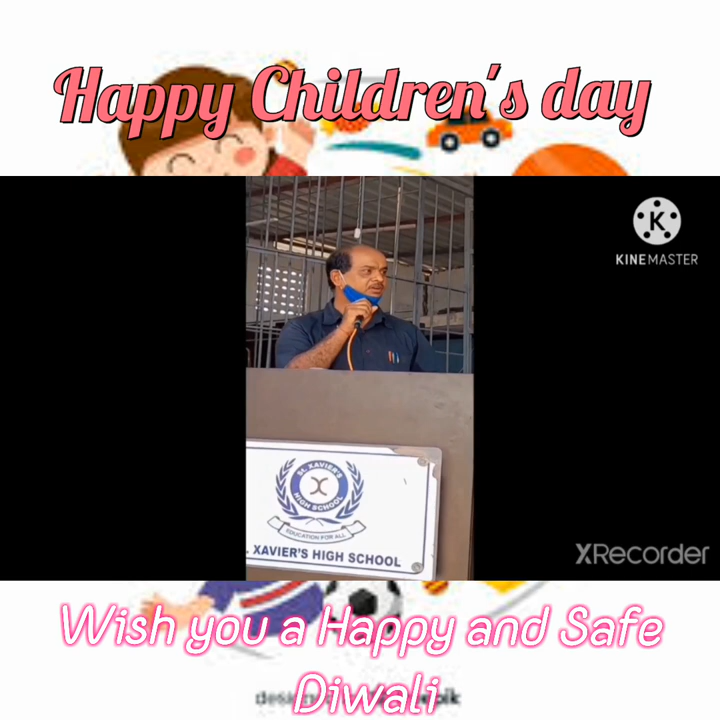 Happy Children's day
KINEMASTER
ST. XAVIER'S
HIGH SCHOOL
EDUCATION FOR ALL
. XAVIER'S HIGH SCHOOL
XRecorder
Wish you a Happy and Safe
Diwali